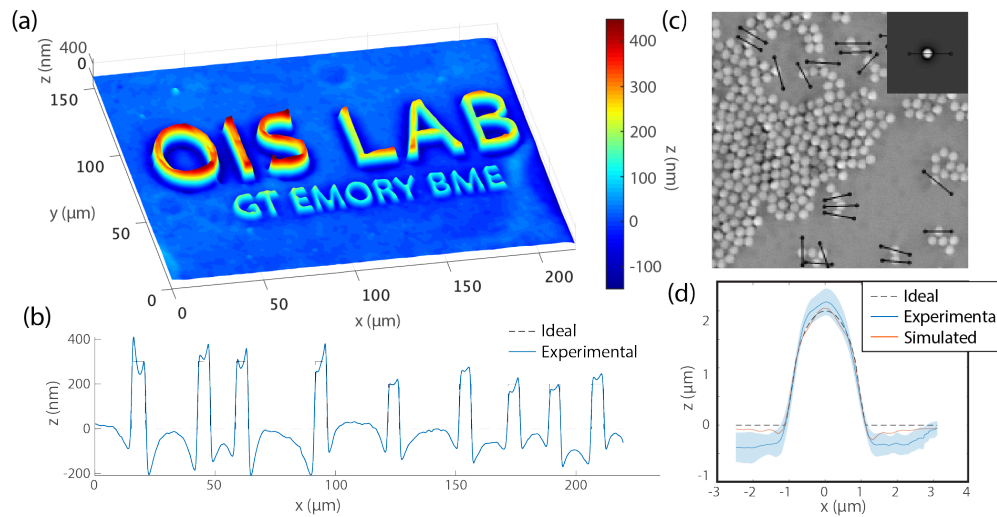 (a)
400
0
z (nm)
150
100
50
0
y (µm)
OIS LAB
GT EMORY BME
0
50
100
150
200
x (µm)
400
300
200
100
0
-100
z (nm)
(b)
Ideal
Experimental
400
200
0
-200
z (nm)
0
50
100
150
200
x (µm)
(c)
(d)
Ideal
Experimenta
Simulated
2
1
0
-1
z (µm)
-3
-2
-1
0
1
2
3
4
x (µm)